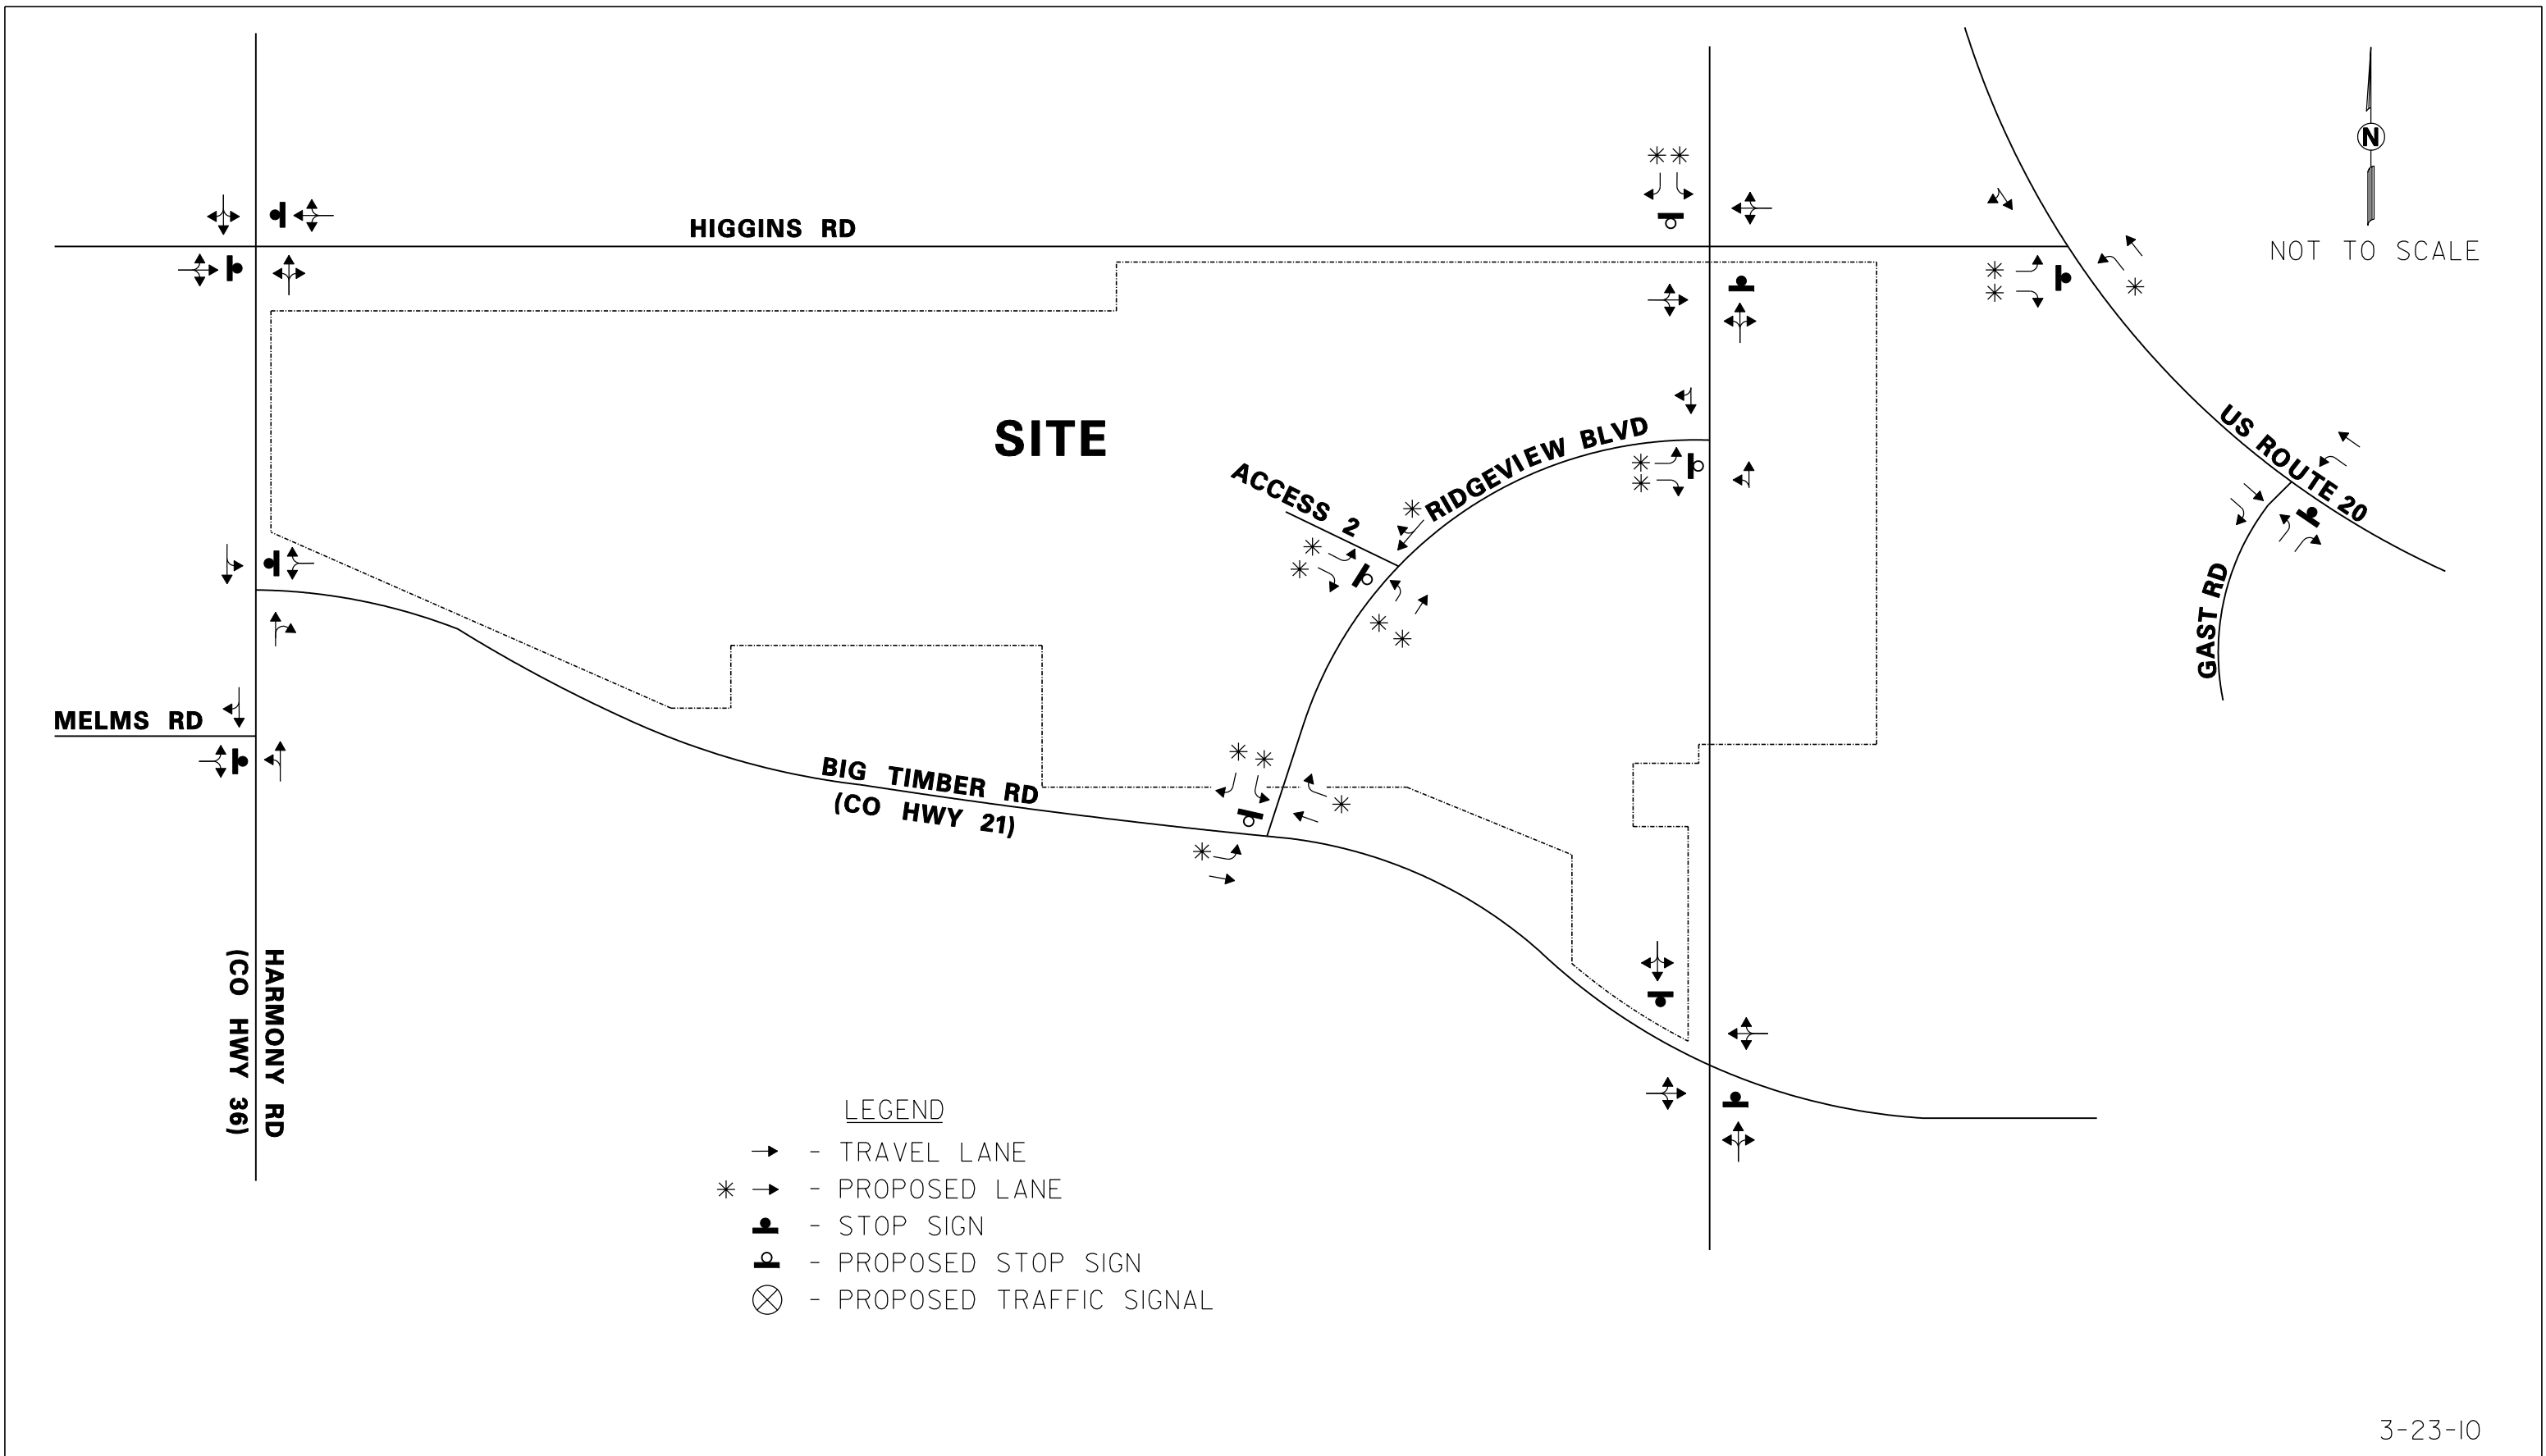 HIGGINS RD
N
NOT TO SCALE
SITE
ACCESS 2
RIDGEVIEW BLVD
US ROUTE 20
GAST RD
MELMS RD
BIG TIMBER RD
(CO HWY 21)
HARMONY RD
(CO HWY 36)
LEGEND
- TRAVEL LANE
- PROPOSED LANE
- STOP SIGN
- PROPOSED STOP SIGN
- PROPOSED TRAFFIC SIGNAL
3-23-10